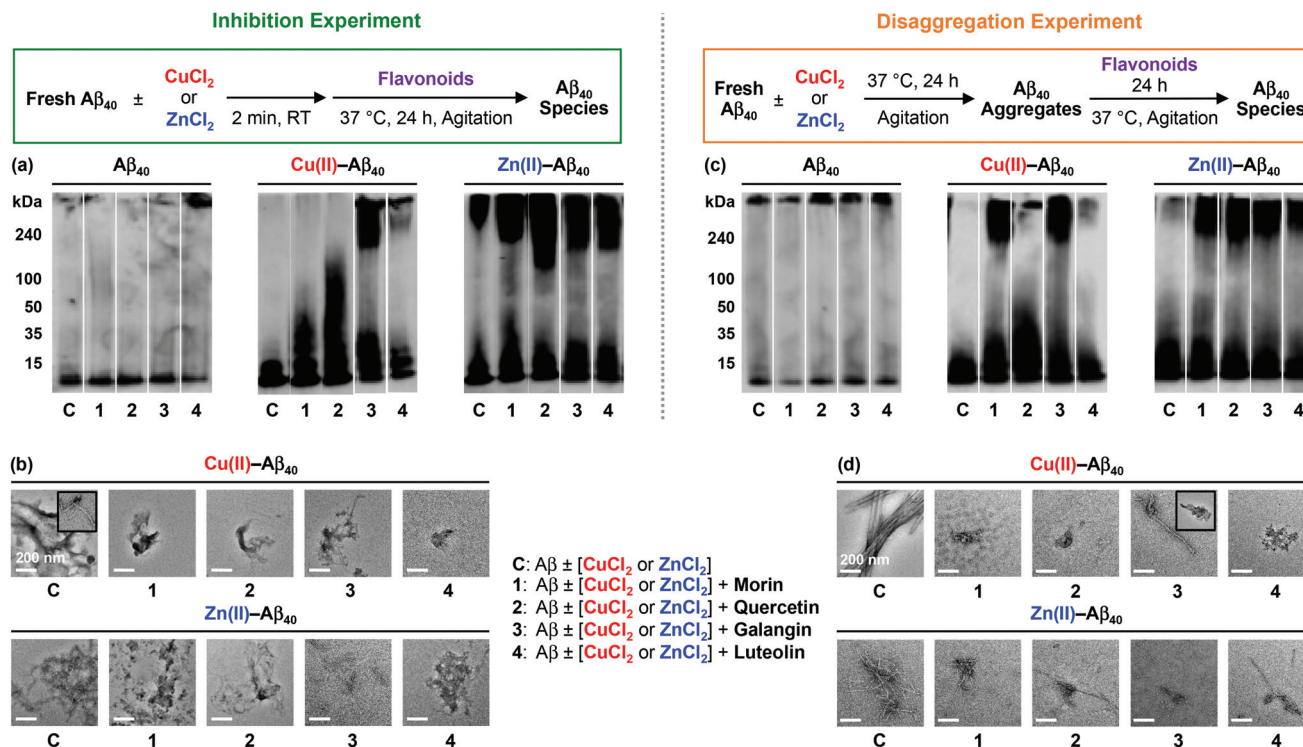 Inhibition Experiment
Fresh Aβ40 ± CuCl2 or ZnCl2
2 min, RT
Flavonoids
37 °C, 24 h, Agitation
Aβ40 Species
(a)
Aβ40
Cu(II)–Aβ40
Zn(II)–Aβ40
kDa
240
100
50
35
15
C 1 2 3 4
C 1 2 3 4
C 1 2 3 4
(b)
Cu(II)–Aβ40
200 nm
C 1 2 3 4
Zn(II)–Aβ40
C 1 2 3 4
C: Aβ ± [CuCl2 or ZnCl2]
1: Aβ ± [CuCl2 or ZnCl2] + Morin
2: Aβ ± [CuCl2 or ZnCl2] + Quercetin
3: Aβ ± [CuCl2 or ZnCl2] + Galangin
4: Aβ ± [CuCl2 or ZnCl2] + Luteolin
Disaggregation Experiment
Fresh Aβ40 ± CuCl2 or ZnCl2
37 °C, 24 h
Agitation
Aβ40 Aggregates
Flavonoids
24 h
37 °C, Agitation
Aβ40 Species
(c)
Aβ40
Cu(II)–Aβ40
Zn(II)–Aβ40
kDa
240
100
50
35
15
C 1 2 3 4
C 1 2 3 4
C 1 2 3 4
(d)
Cu(II)–Aβ40
200 nm
C 1 2 3 4
Zn(II)–Aβ40
C 1 2 3 4